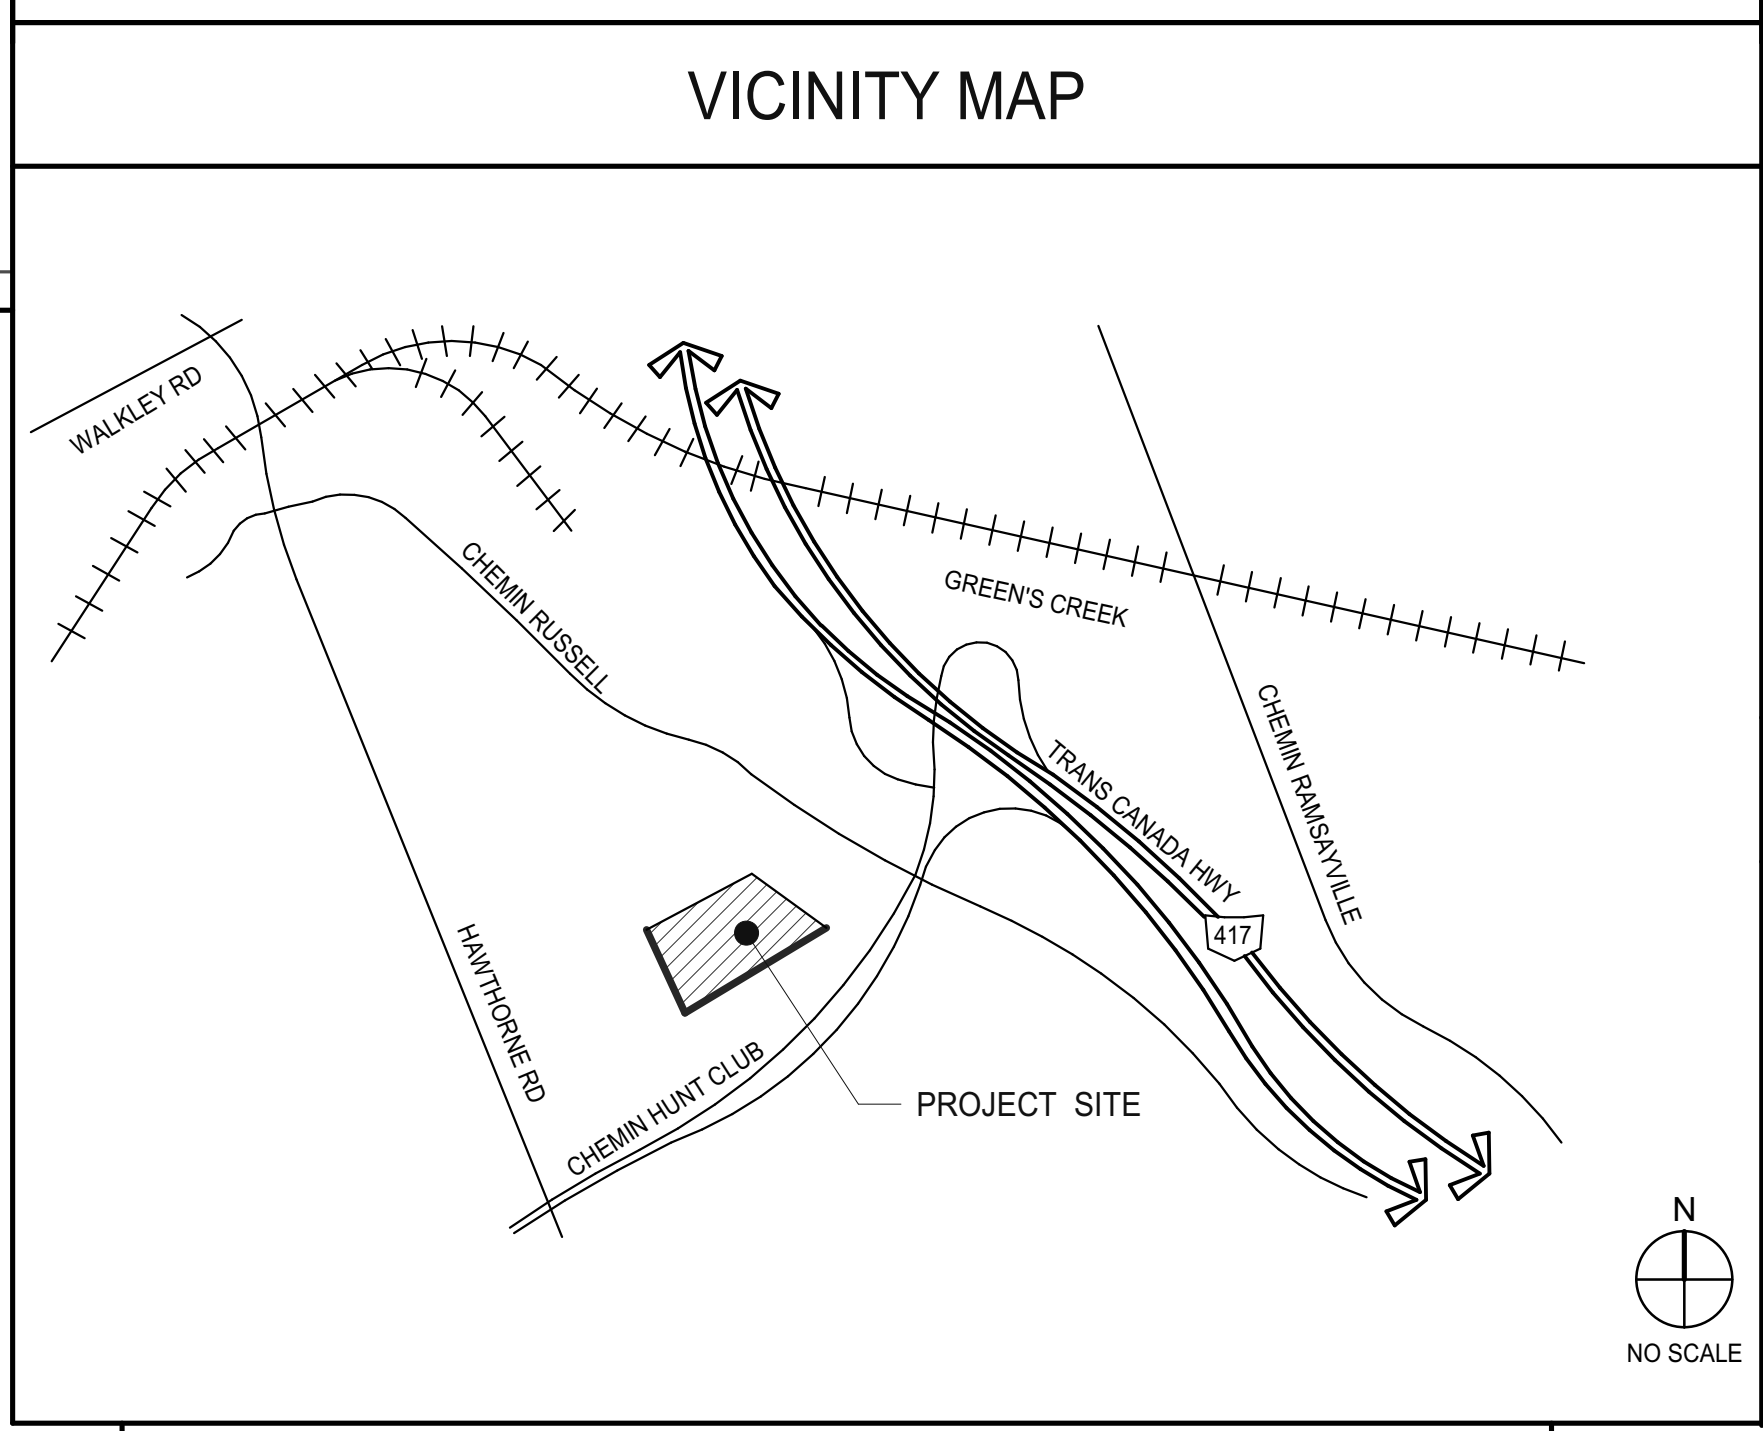 VICINITY MAP
WALKLEY RD
CHEMIN RUSSELL
GREEN'S CREEK
CHEMIN RAMSAYVILLE
TRANS CANADA HWY
417
HAWTHORNE RD
CHEMIN HUNT CLUB
PROJECT SITE
N
NO SCALE